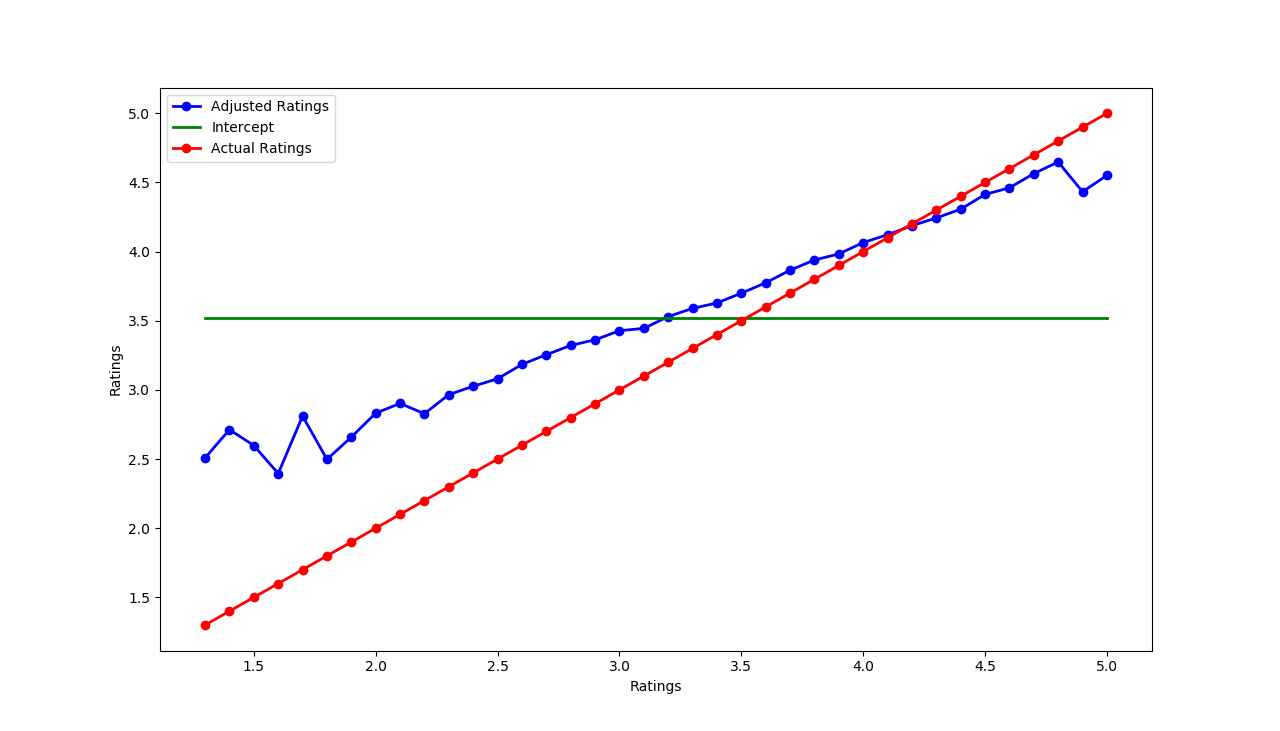 Adjusted Ratings
Intercept
Actual Ratings
5.0
4.5
4.0
3.5
3.0
2.5
2.0
1.5
Ratings
1.5 2.0 2.5 3.0 3.5 4.0 4.5 5.0
Ratings